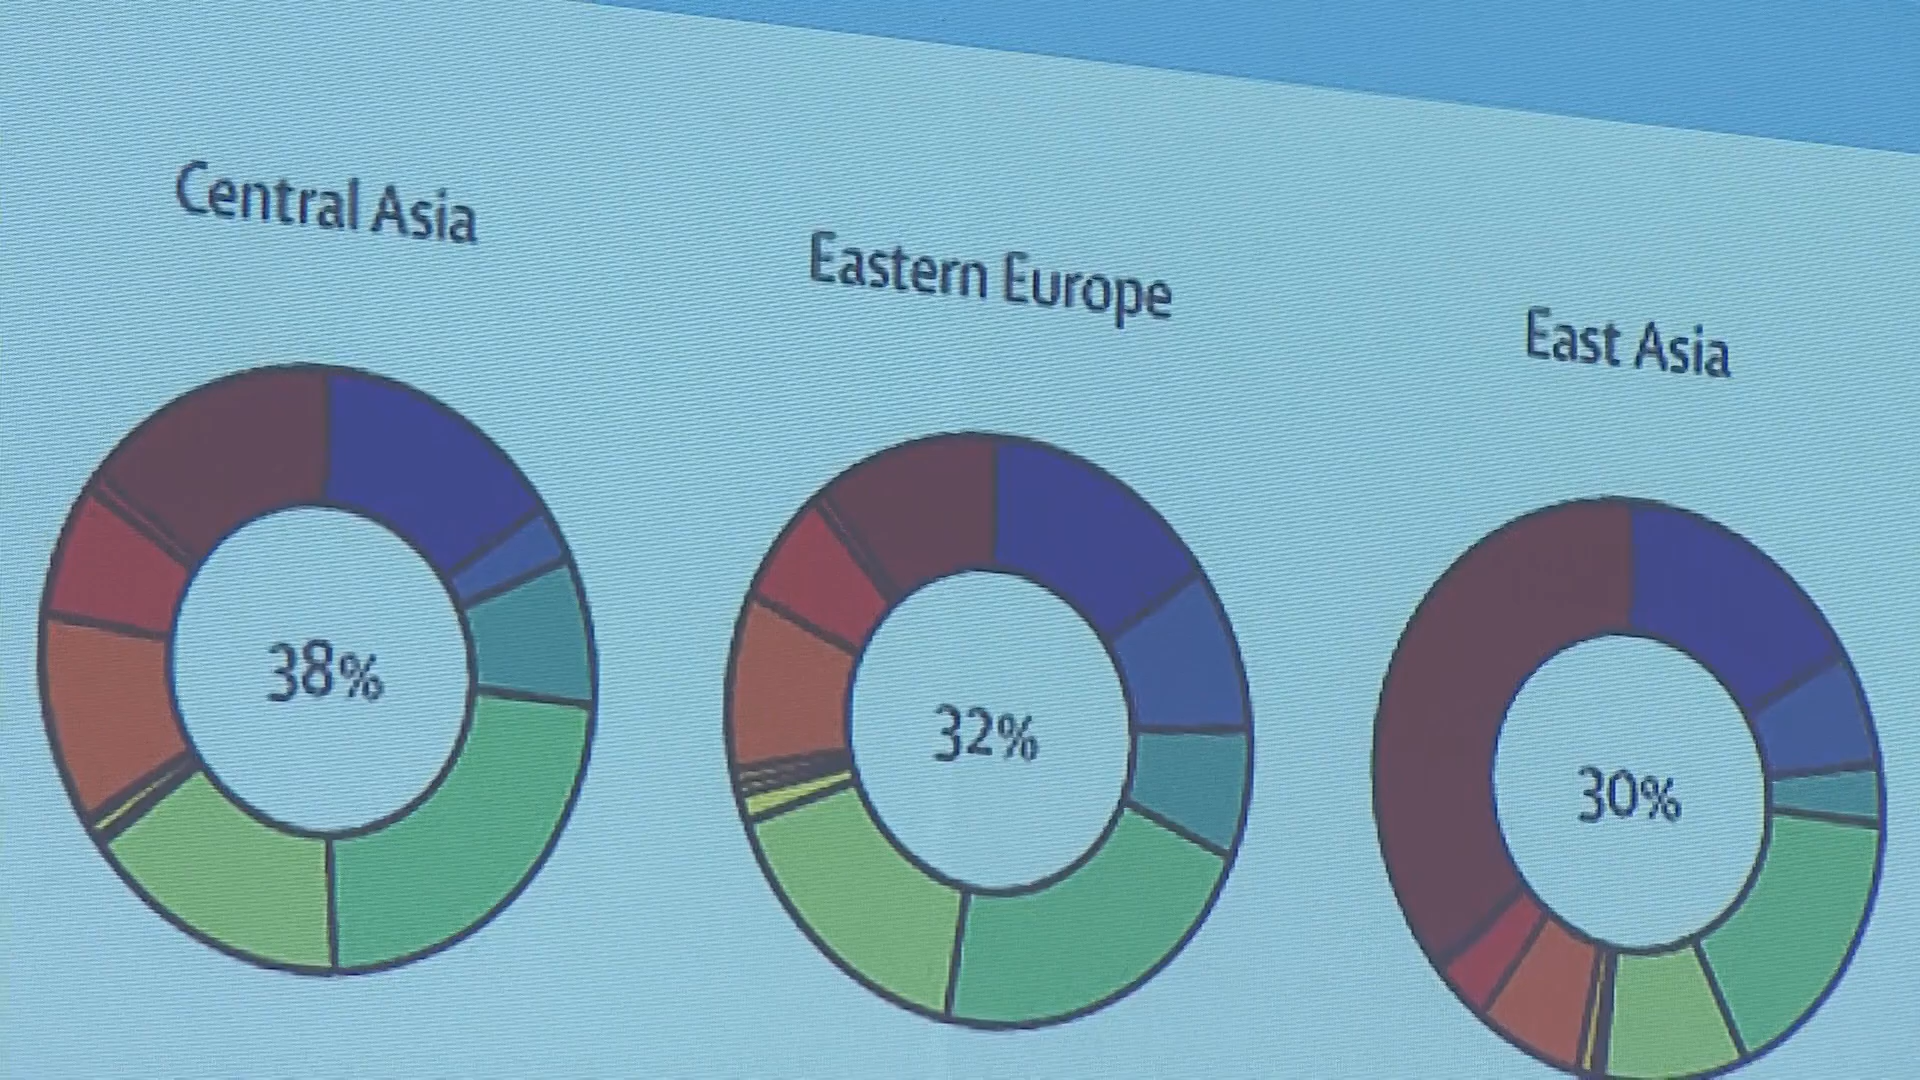 Central Asia
Eastern Europe
East Asia
38%
32%
30%